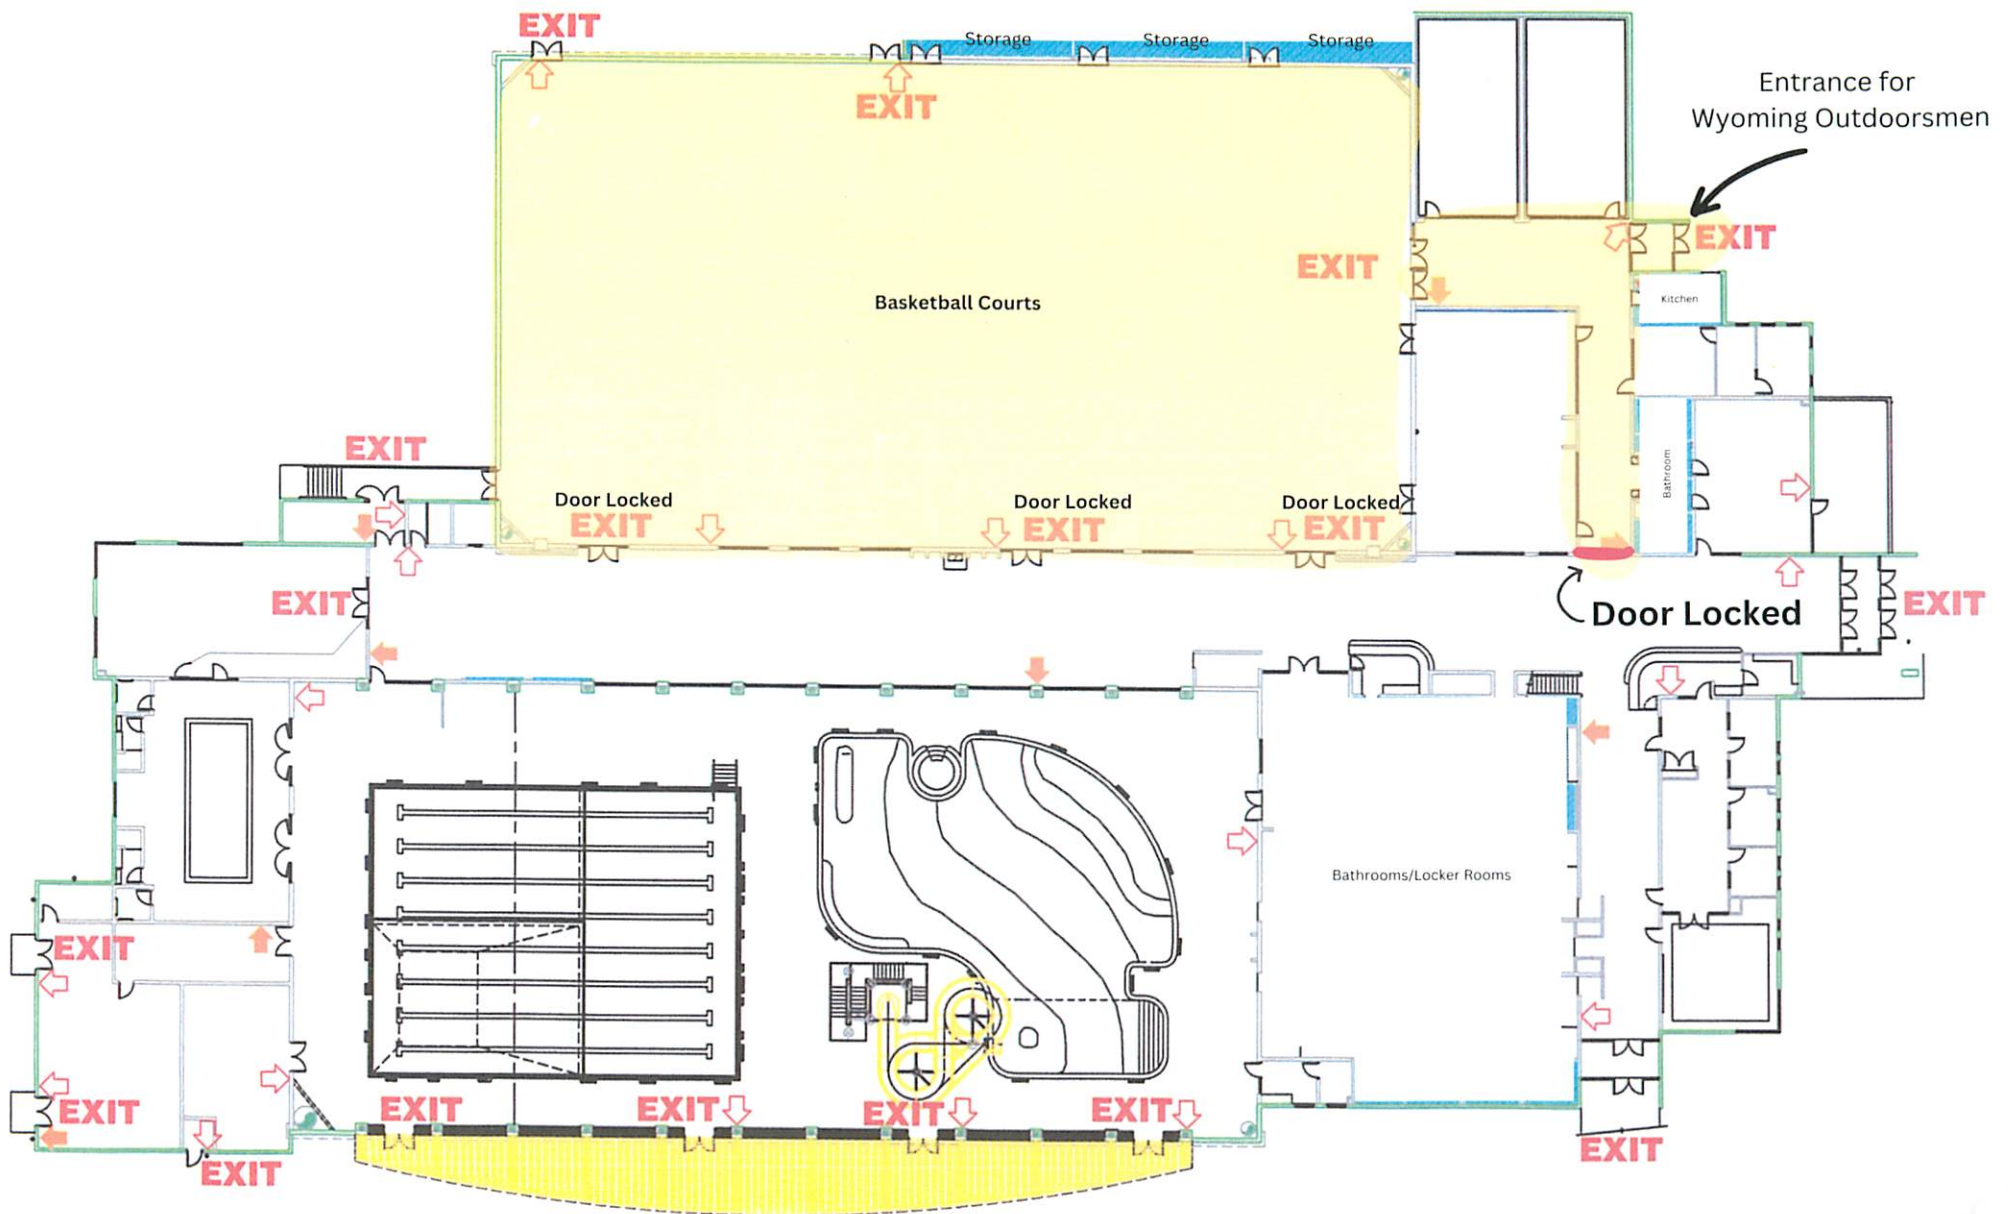 EXIT
Storage
Storage
Storage
Entrance for
Wyoming Outdoorsmen
EXIT
EXIT
EXIT
Kitchen
Basketball Courts
EXIT
Bathroom
Door Locked
Door Locked
Door Locked
EXIT
EXIT
EXIT
EXIT
Door Locked
EXIT
Bathrooms/Locker Rooms
EXIT
EXIT
EXIT
EXIT
EXIT
EXIT
EXIT
EXIT